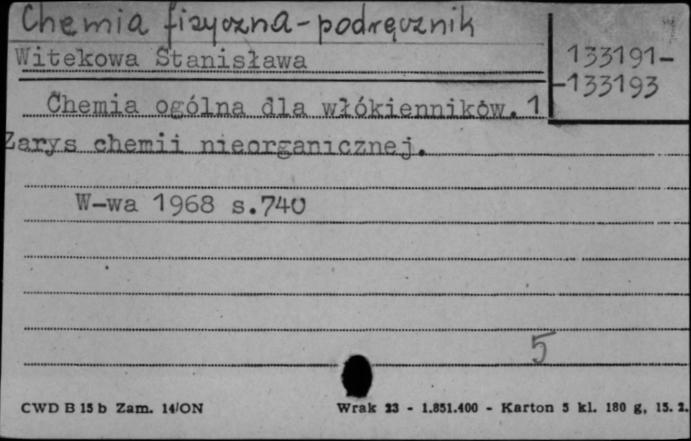 Chemia fizyczna-podręcznik
Witekowa Stanisława
133191-
-133193
Chemia ogólna dla włókienników. 1
Zarys chemii nieorganicznej.
W-wa 1968 s.740
5
CWD B 15 b Zam. 14/ON
Wrak 23 - 1.851.400 - Karton 5 kl. 180 g, 15. 2.